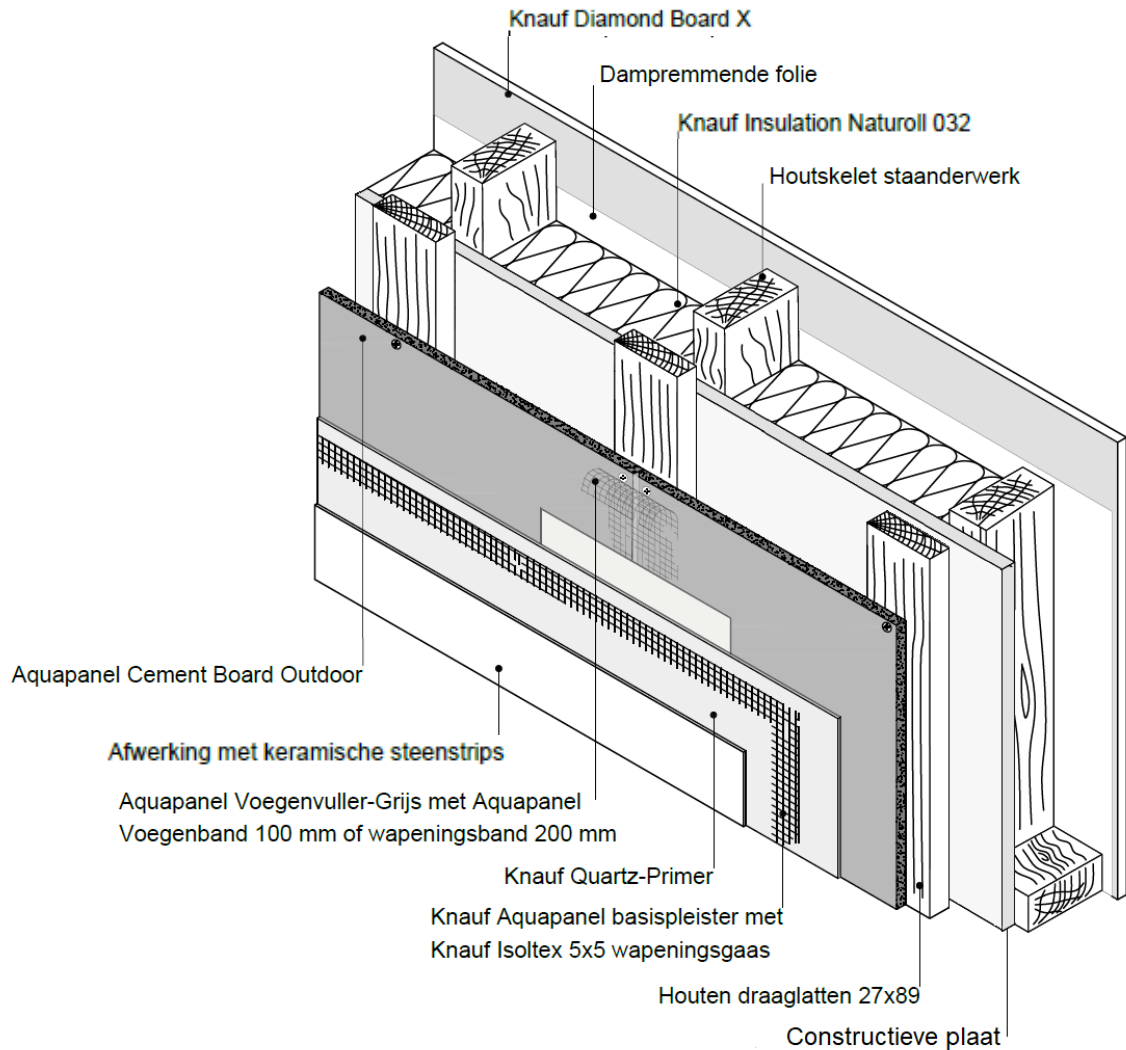 Knauf Diamond Board X
Dampremmende folie
Knauf Insulation Naturoll 032
Houtskelet staanderwerk
Aquapanel Cement Board Outdoor
Afwerking met keramische steenstrips
Aquapanel Voegenvuller-Grijs met Aquapanel
Voegenband 100 mm of wapeningsband 200 mm
Knauf Quartz-Primer
Knauf Aquapanel basispleister met
Knauf Isoltex 5x5 wapeningsgaas
Houten draaglatten 27x89
Constructieve plaat